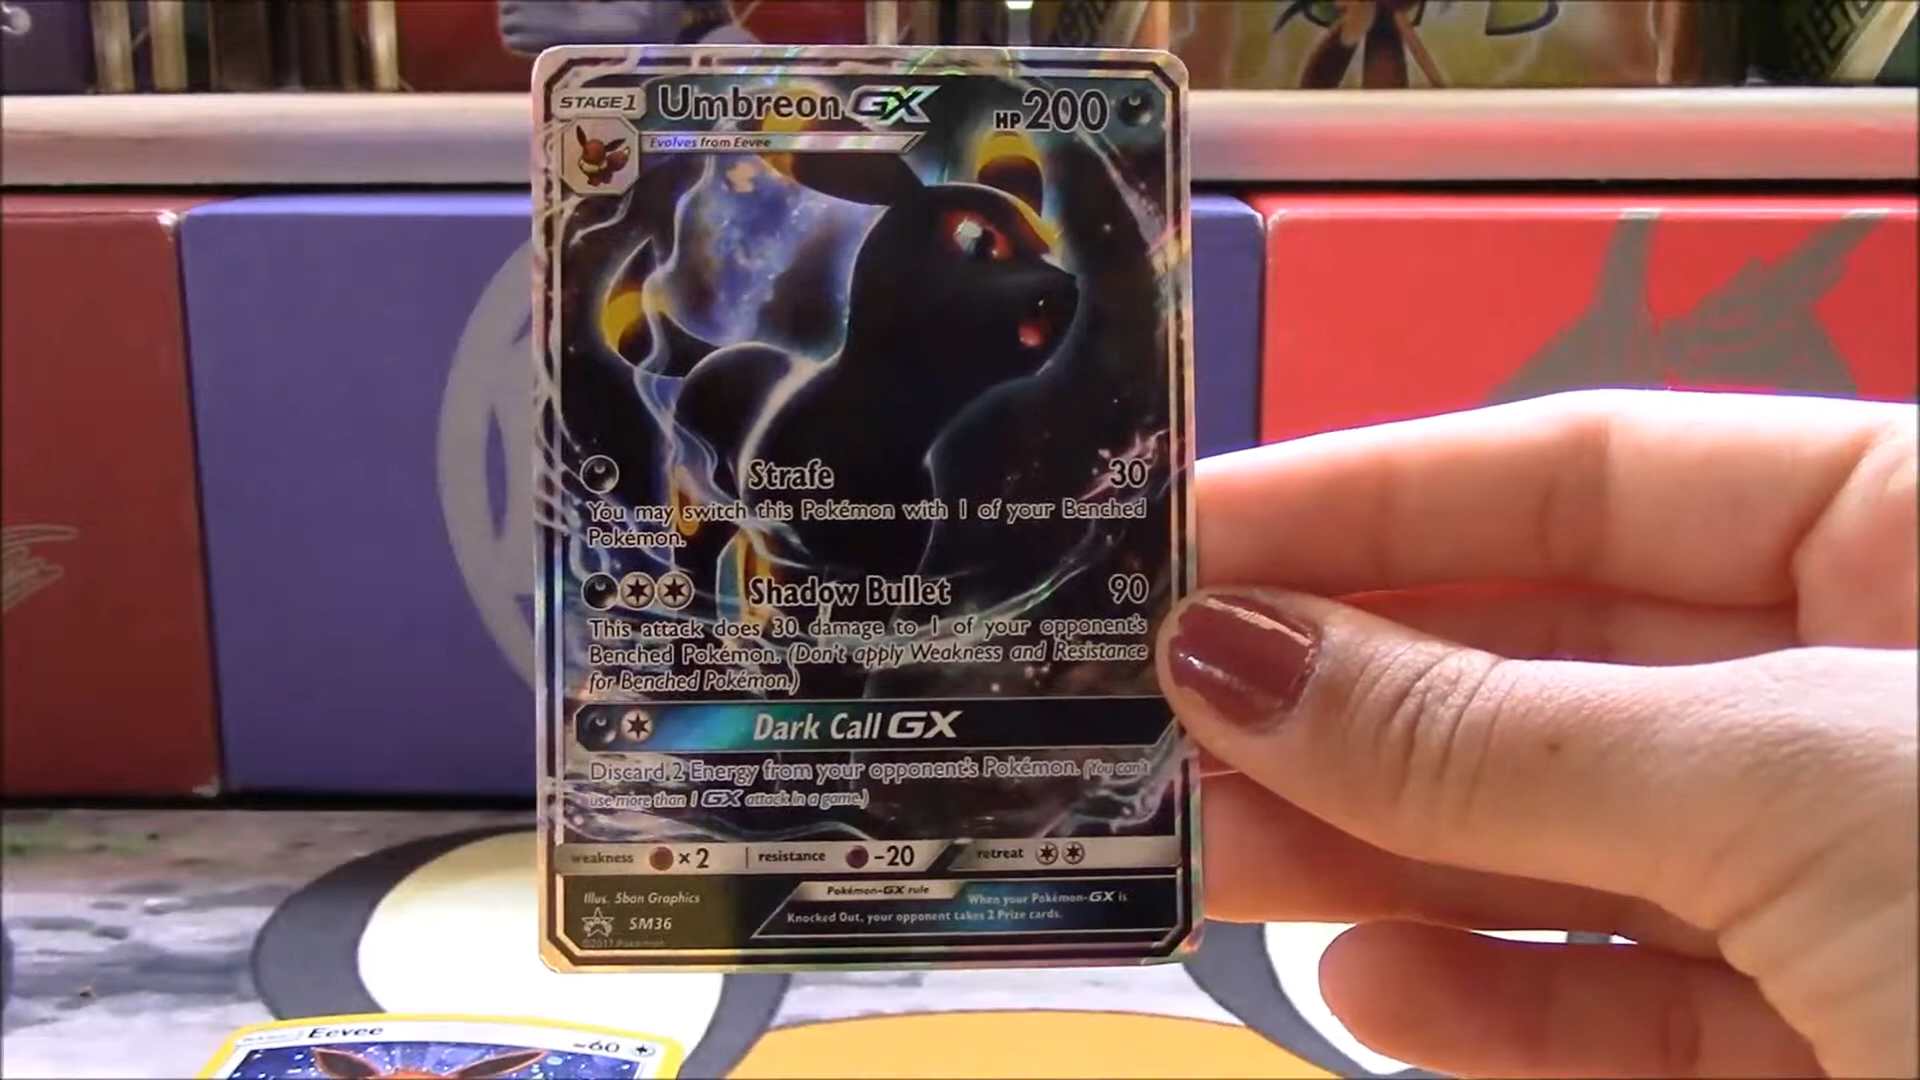 STAGE 1 Umbreon GX HP 200
Evolves from Eevee
Strafe 30
You may switch this Pokémon with 1 of your Benched
Pokémon.
Shadow Bullet 90
This attack does 30 damage to 1 of your opponent's
Benched Pokémon. (Don't apply Weakness and Resistance
for Benched Pokémon.)
Dark Call GX
Discard 2 Energy from your opponent's Pokémon. (You can't
use more than 1 GX attack in a game.)
weakness ×2 resistance -20 retreat
Illus. 5ban Graphics
SM36
©2017 Pokémon
Pokémon-GX rule
When your Pokémon-GX is
Knocked Out, your opponent takes 2 Prize cards.
Eevee HP 60